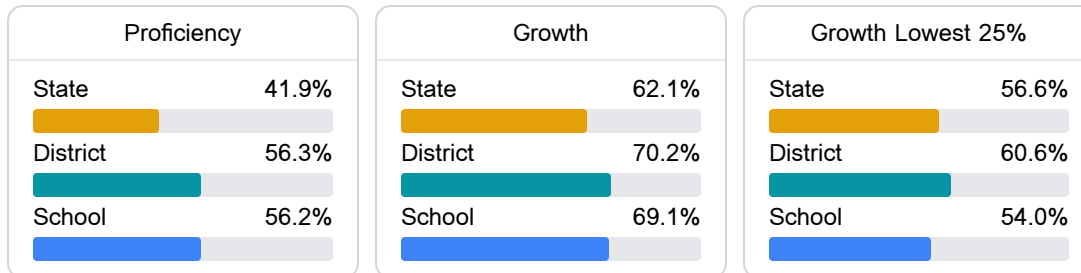 Proficiency
State 41.9%
District 56.3%
School 56.2%
Growth
State 62.1%
District 70.2%
School 69.1%
Growth Lowest 25%
State 56.6%
District 60.6%
School 54.0%